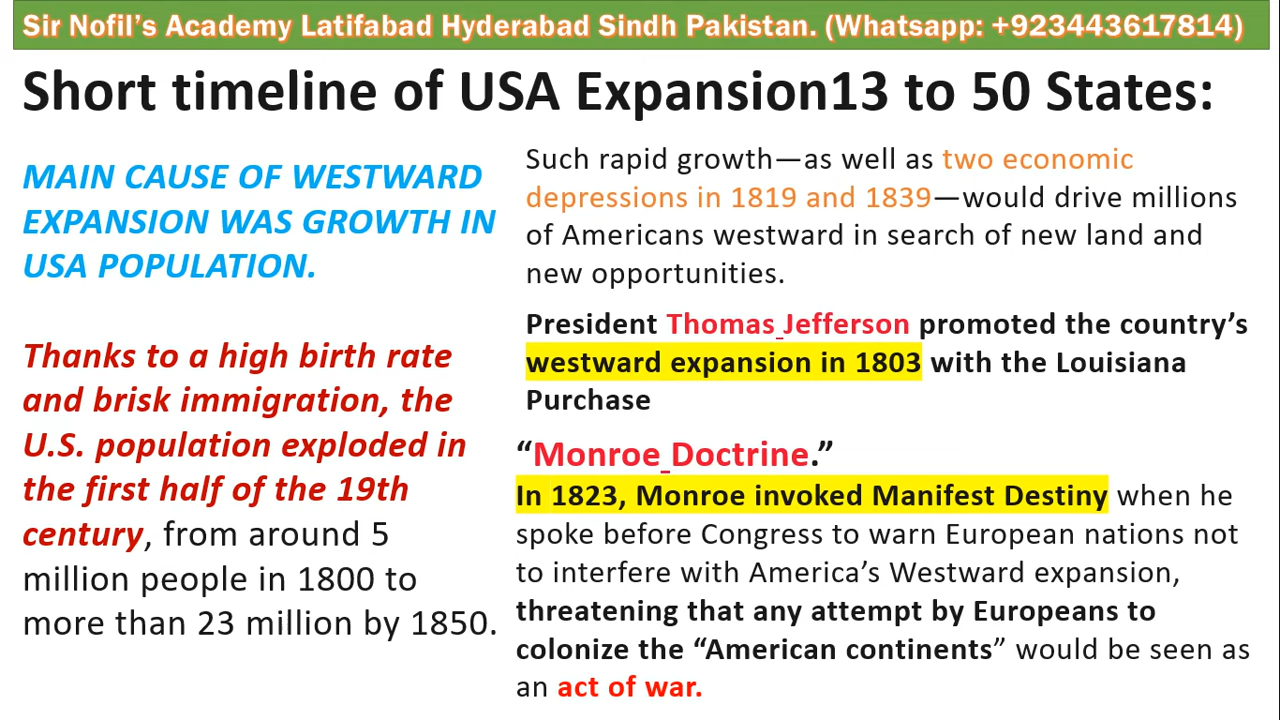 Sir Nofil's Academy Latifabad Hyderabad Sindh Pakistan. (Whatsapp: +923443617814)
Short timeline of USA Expansion13 to 50 States:
MAIN CAUSE OF WESTWARD
EXPANSION WAS GROWTH IN
USA POPULATION.
Thanks to a high birth rate
and brisk immigration, the
U.S. population exploded in
the first half of the 19th
century, from around 5
million people in 1800 to
more than 23 million by 1850.
Such rapid growth—as well as two economic
depressions in 1819 and 1839—would drive millions
of Americans westward in search of new land and
new opportunities.
President Thomas Jefferson promoted the country's
westward expansion in 1803 with the Louisiana
Purchase
“Monroe Doctrine.”
In 1823, Monroe invoked Manifest Destiny when he
spoke before Congress to warn European nations not
to interfere with America's Westward expansion,
threatening that any attempt by Europeans to
colonize the “American continents” would be seen as
an act of war.